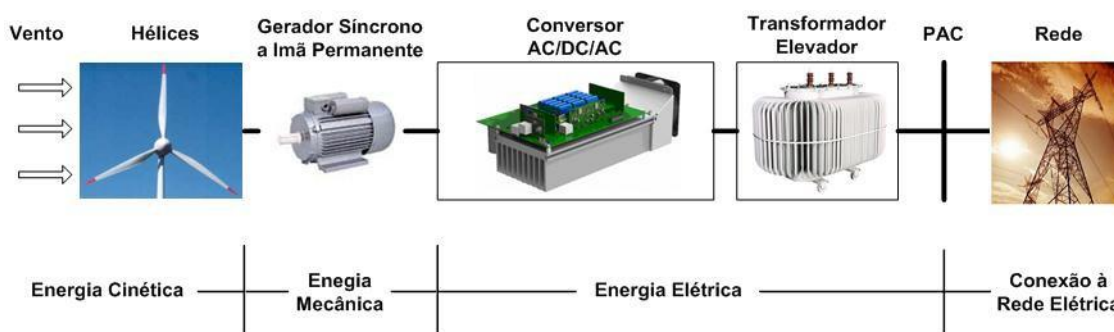 Vento
Hélices
Gerador Síncrono
a Imã Permanente
Conversor
AC/DC/AC
Transformador
Elevador
PAC
Rede
Energia Cinética
Enegia
Mecânica
Energia Elétrica
Conexão à
Rede Elétrica